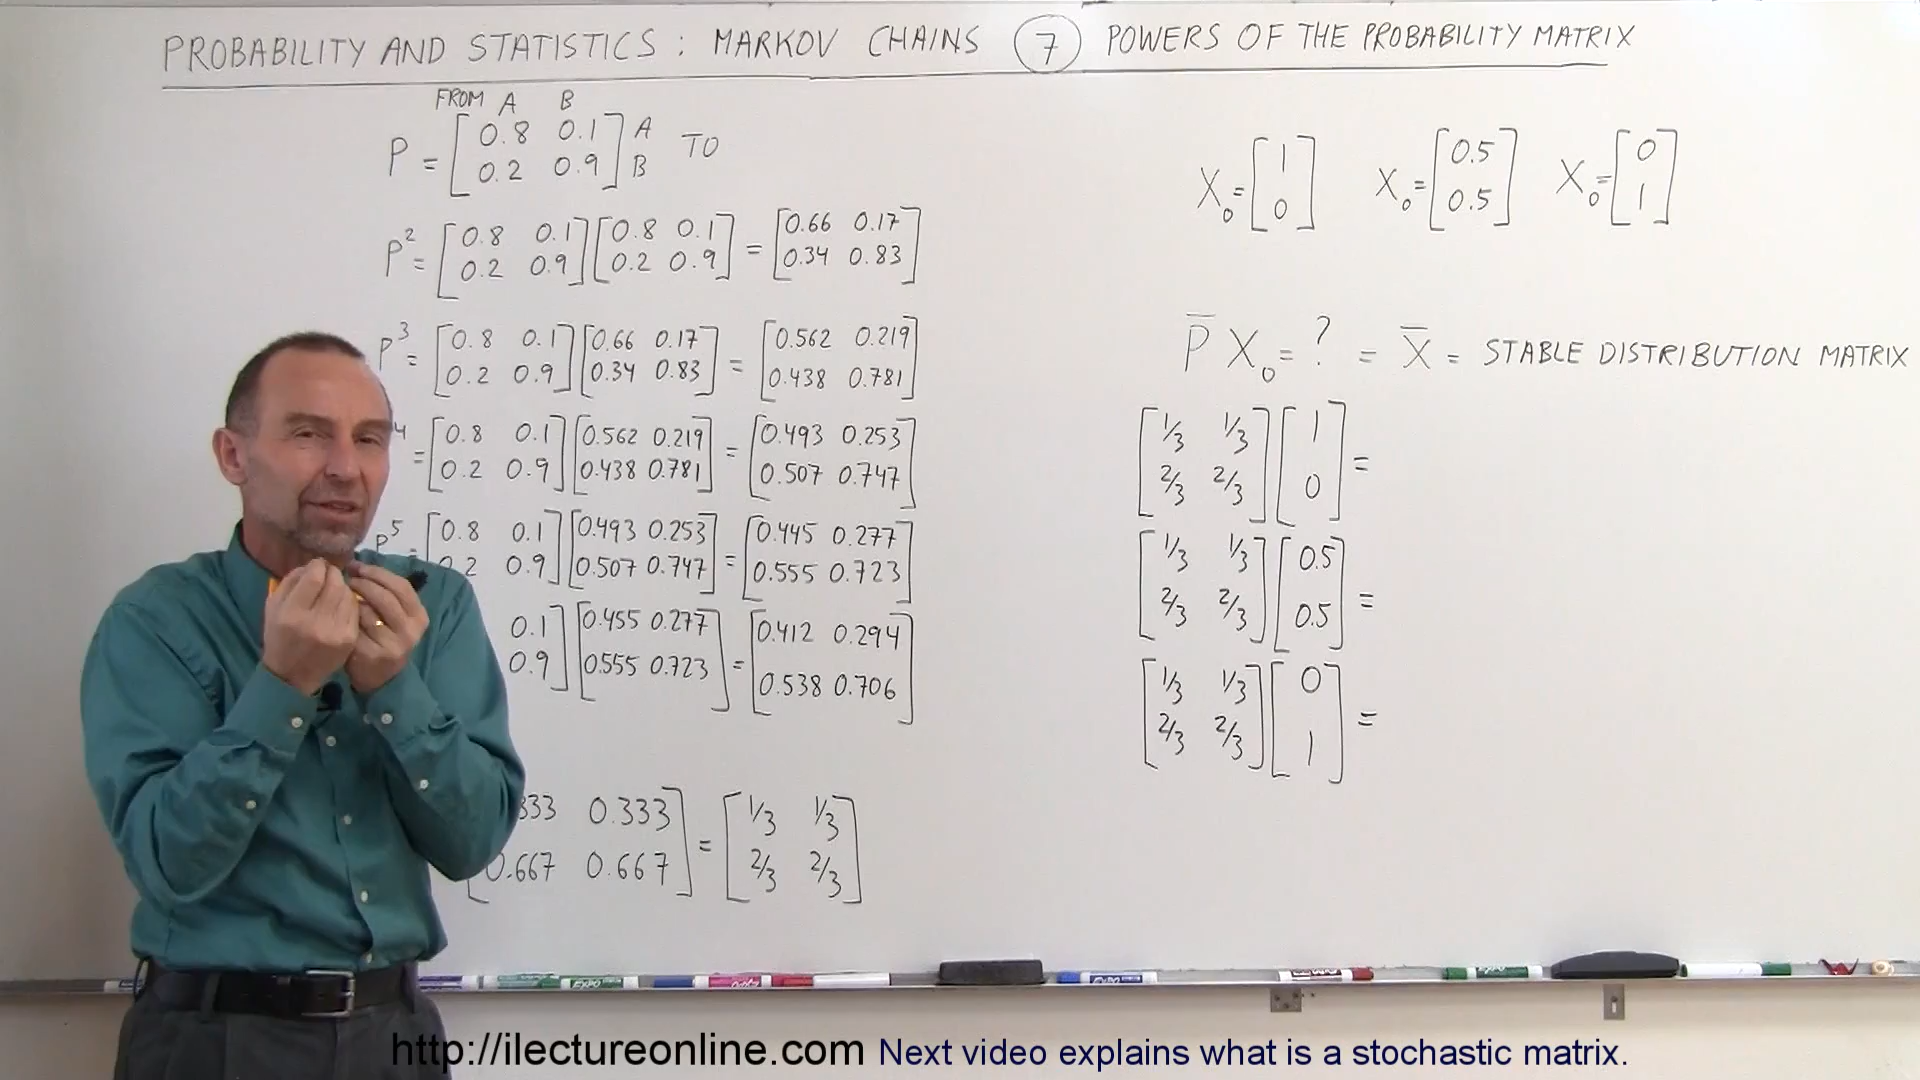 PROBABILITY AND STATISTICS : MARKOV CHAINS 7 POWERS OF THE PROBABILITY MATRIX
FROM A B
P = [0.8 0.1] A TO
[0.2 0.9] B
P² = [0.8 0.1] [0.8 0.1] = [0.66 0.17]
[0.2 0.9] [0.2 0.9] [0.34 0.83]
P³ = [0.8 0.1] [0.66 0.17] = [0.562 0.219]
[0.2 0.9] [0.34 0.83] [0.438 0.781]
4 = [0.8 0.1] [0.562 0.219] = [0.493 0.253]
[0.2 0.9] [0.438 0.781] [0.507 0.747]
P⁵ = [0.8 0.1] [0.493 0.253] = [0.445 0.277]
0.2 0.9] [0.507 0.747] [0.555 0.723]
0.1] [0.455 0.277] = [0.412 0.294]
0.9] [0.555 0.723] [0.538 0.706]
333 0.333] = [1/3 1/3]
[0.667 0.667] [2/3 2/3]
X₀ = [1] X₀ = [0.5] X₀ = [0]
[0] [0.5] [1]
P̅ X₀ = ? = X̅ = STABLE DISTRIBUTION MATRIX
[1/3 1/3] [1] =
[2/3 2/3] [0]
[1/3 1/3] [0.5] =
[2/3 2/3] [0.5]
[1/3 1/3] [0] =
[2/3 2/3] [1]
http://ilectureonline.com Next video explains what is a stochastic matrix.